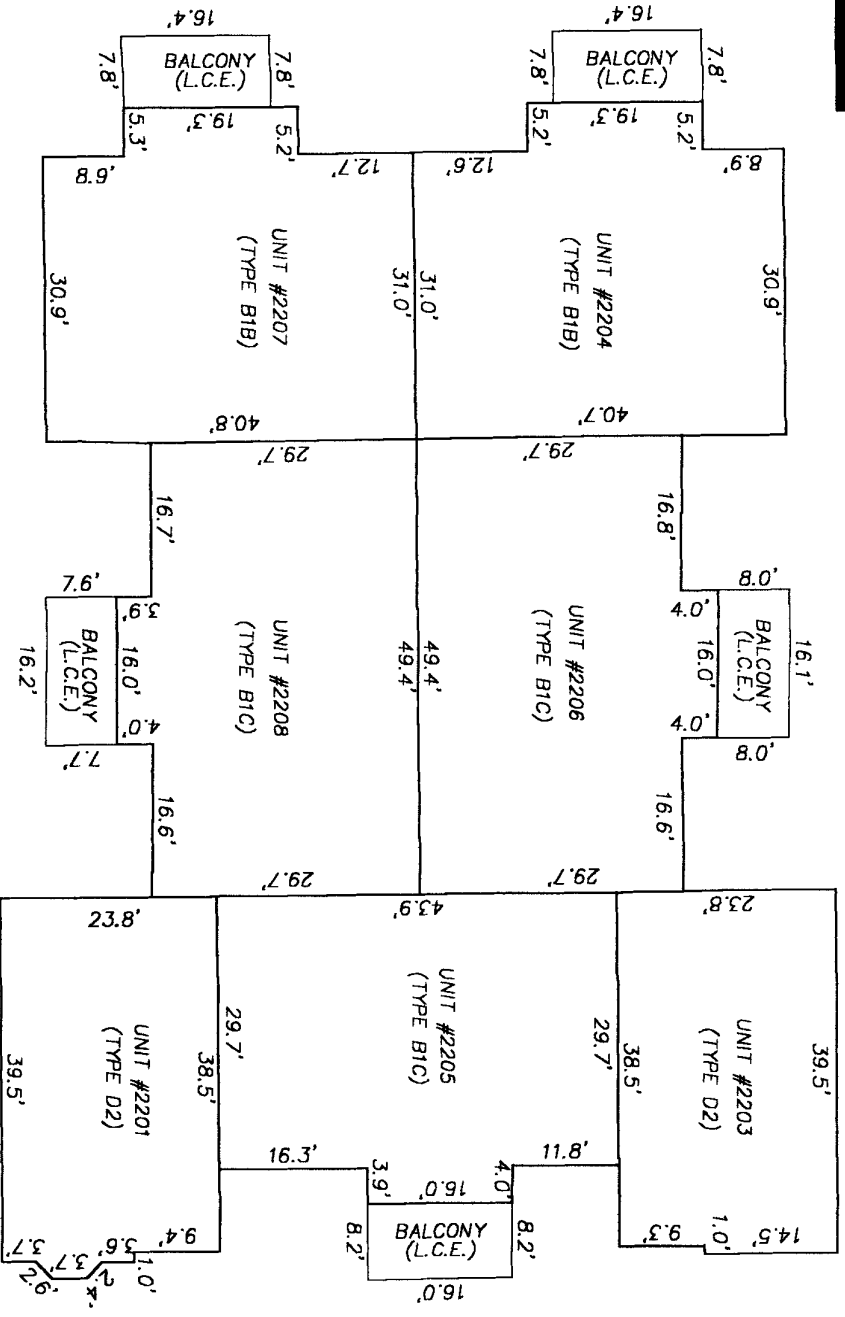 16.4'
7.8'
BALCONY
(L.C.E.)
7.8'
5.3'
19.3'
5.2'
8.9'
12.7'
30.9'
UNIT #2207
(TYPE B1B)
31.0'
40.8'
16.4'
7.8'
BALCONY
(L.C.E.)
7.8'
5.2'
19.3'
5.2'
12.6'
8.9'
31.0'
UNIT #2204
(TYPE B1B)
30.9'
40.7'
29.7'
16.7'
7.6'
3.9'
BALCONY
(L.C.E.)
16.0'
16.2'
4.0'
7.7'
UNIT #2208
(TYPE B1C)
49.4'
16.6'
29.7'
29.7'
16.8'
8.0'
4.0'
BALCONY
(L.C.E.)
16.0'
16.1'
4.0'
8.0'
UNIT #2206
(TYPE B1C)
49.4'
16.6'
29.7'
23.8'
UNIT #2201
(TYPE D2)
39.5'
38.5'
9.4'
1.0'
3.6'
2.4'
3.7'
2.6'
3.7'
43.9'
29.7'
UNIT #2205
(TYPE B1C)
29.7'
16.3'
3.9'
16.0'
4.0'
11.8'
8.2'
BALCONY
(L.C.E.)
8.2'
16.0'
23.8'
UNIT #2203
(TYPE D2)
38.5'
39.5'
9.3'
1.0'
14.5'